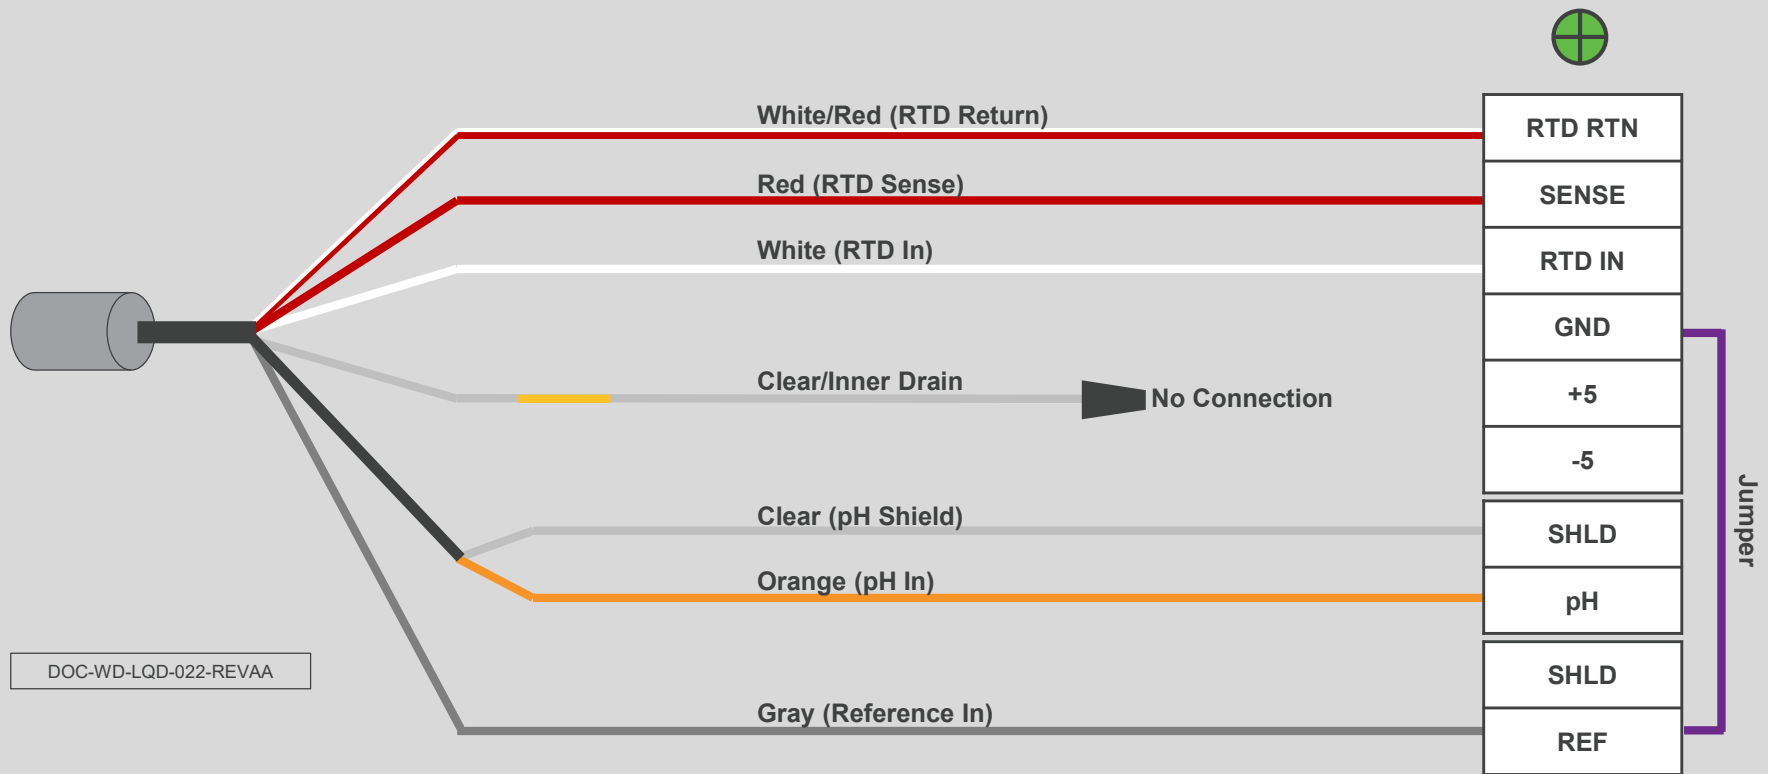 White/Red (RTD Return)
RTD RTN
Red (RTD Sense)
SENSE
White (RTD In)
RTD IN
GND
Clear/Inner Drain
No Connection
+5
-5
Jumper
Clear (pH Shield)
SHLD
Orange (pH In)
pH
DOC-WD-LQD-022-REVAA
SHLD
Gray (Reference In)
REF